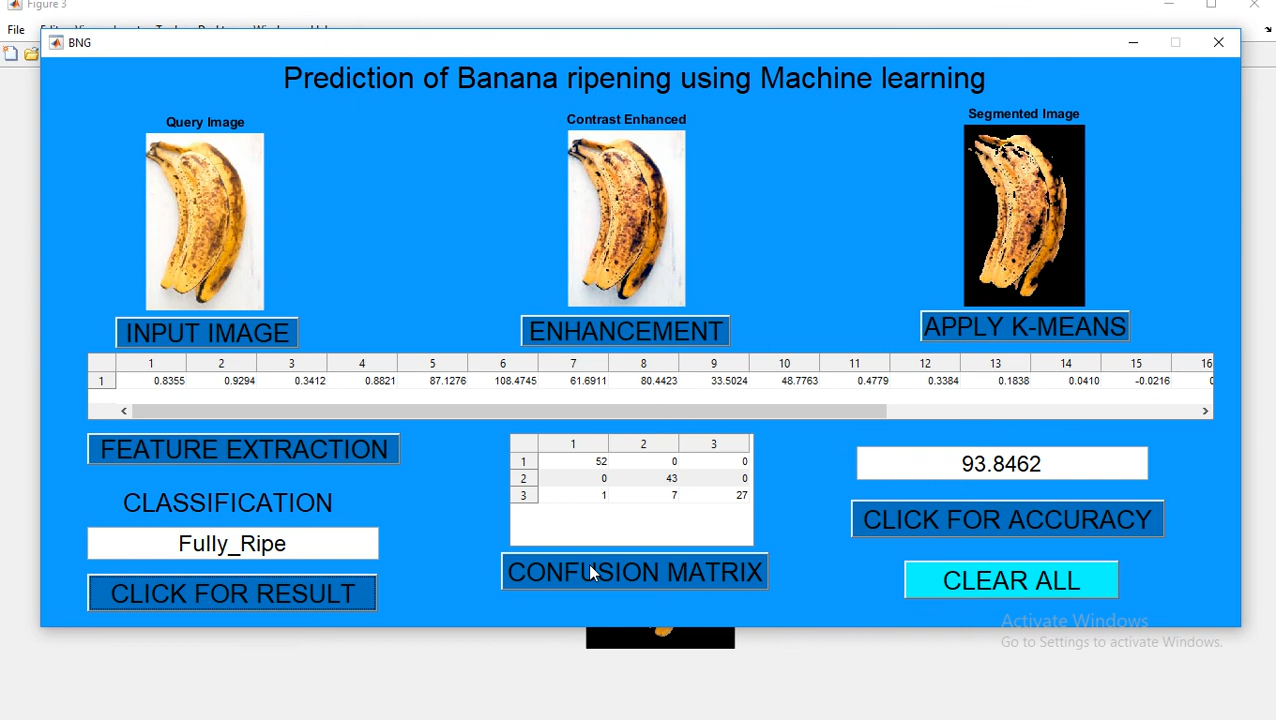 Figure 3
File
BNG
Prediction of Banana ripening using Machine learning
Query Image
Contrast Enhanced
Segmented Image
INPUT IMAGE
ENHANCEMENT
APPLY K-MEANS
1 2 3 4 5 6 7 8 9 10 11 12 13 14 15 16
1 0.8355 0.9294 0.3412 0.8821 87.1276 108.4745 61.6911 80.4423 33.5024 48.7763 0.4779 0.3384 0.1838 0.0410 -0.0216
FEATURE EXTRACTION
1 2 3
1 52 0 0
2 0 43 0
3 1 7 27
93.8462
CLASSIFICATION
Fully_Ripe
CLICK FOR ACCURACY
CONFUSION MATRIX
CLICK FOR RESULT
CLEAR ALL
Activate Windows
Go to Settings to activate Windows.